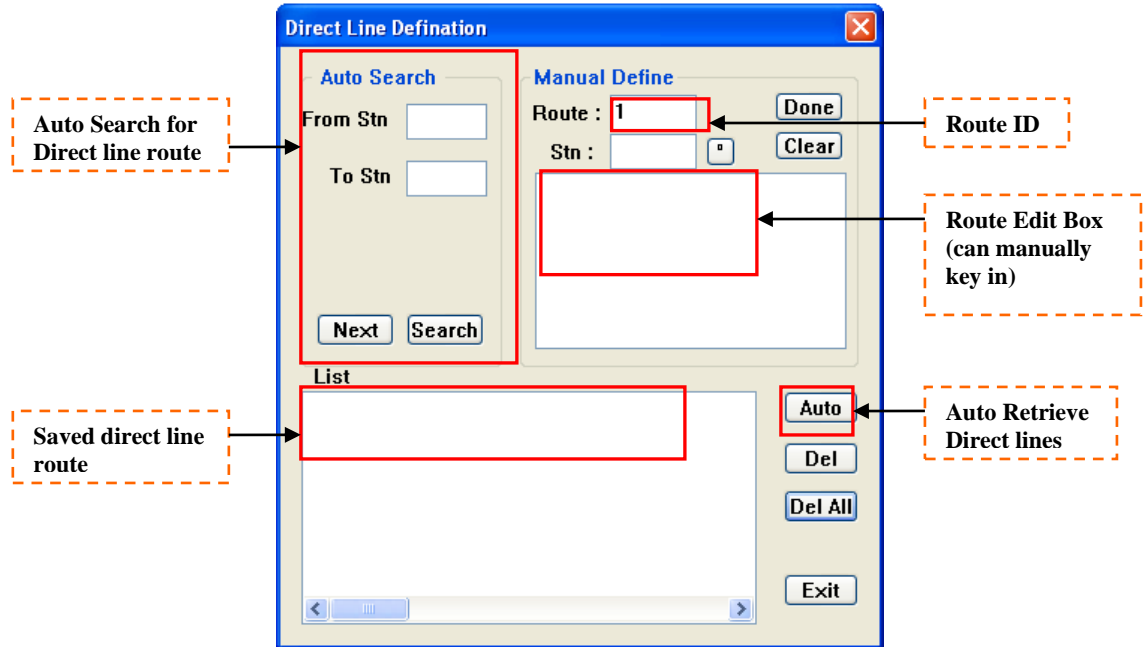 Direct Line Defination
Auto Search
From Stn
To Stn
Next
Search
Manual Define
Route : 1
Done
Stn :
Clear
List
Auto
Del
Del All
Exit
Auto Search for
Direct line route
Saved direct line
route
Route ID
Route Edit Box
(can manually
key in)
Auto Retrieve
Direct lines